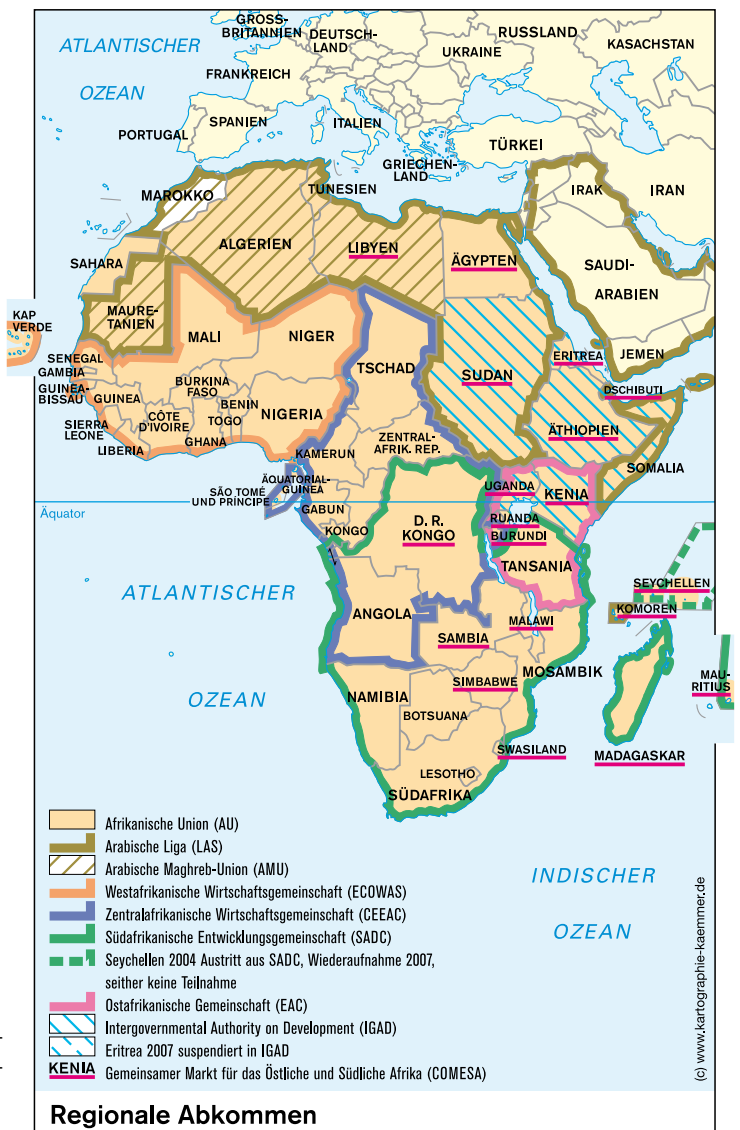 GROSS-
BRITANNIEN
DEUTSCH-
LAND
RUSSLAND
ATLANTISCHER
OZEAN
UKRAINE
KASACHSTAN
FRANKREICH
PORTUGAL
SPANIEN
ITALIEN
GRIECHEN-
LAND
TÜRKEI
MAROKKO
TUNESIEN
IRAK
IRAN
ALGERIEN
LIBYEN
ÄGYPTEN
SAHARA
SAUDI-
ARABIEN
MAURE-
TANIEN
KAP
VERDE
MALI
NIGER
TSCHAD
SUDAN
ERITREA
JEMEN
SENEGAL
GAMBIA
GUINEA-
BISSAU
GUINEA
BURKINA
FASO
BENIN
NIGERIA
DSCHIBUTI
SIERRA
LEONE
CÔTE
D'IVOIRE
TOGO
LIBERIA
GHANA
ÄTHIOPIEN
ZENTRAL-
AFRIK. REP.
KAMERUN
SOMALIA
ÄQUATORIAL-
GUINEA
SÃO TOMÉ
UND PRÍNCIPE
UGANDA
KENIA
Äquator
GABUN
KONGO
D. R.
KONGO
RUANDA
BURUNDI
TANSANIA
SEYCHELLEN
KOMOREN
ATLANTISCHER
OZEAN
ANGOLA
MALAWI
SAMBIA
MOSAMBIK
MAU-
RITIUS
SIMBABWE
NAMIBIA
BOTSUANA
SWASILAND
MADAGASKAR
LESOTHO
SÜDAFRIKA
INDISCHER
OZEAN
Afrikanische Union (AU)
Arabische Liga (LAS)
Arabische Maghreb-Union (AMU)
Westafrikanische Wirtschaftsgemeinschaft (ECOWAS)
Zentralafrikanische Wirtschaftsgemeinschaft (CEEAC)
Südafrikanische Entwicklungsgemeinschaft (SADC)
Seychellen 2004 Austritt aus SADC, Wiederaufnahme 2007,
seither keine Teilnahme
Ostafrikanische Gemeinschaft (EAC)
Intergovernmental Authority on Development (IGAD)
Eritrea 2007 suspendiert in IGAD
KENIA Gemeinsamer Markt für das Östliche und Südliche Afrika (COMESA)
(c) www.kartographie-kaemmer.de
Regionale Abkommen